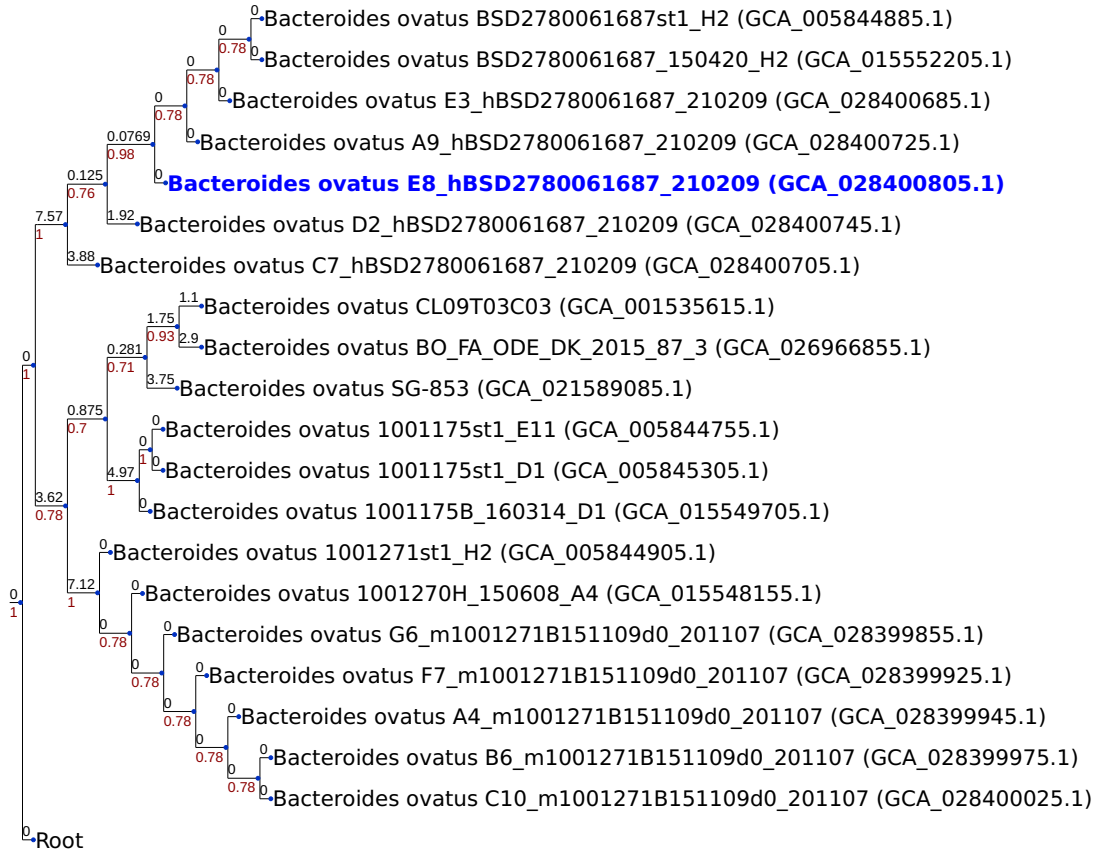 0
Bacteroides ovatus BSD2780061687st1_H2 (GCA_005844885.1)
0
0.78
0
Bacteroides ovatus BSD2780061687_150420_H2 (GCA_015552205.1)
0
0.78
0
Bacteroides ovatus E3_hBSD2780061687_210209 (GCA_028400685.1)
0
0.78
0
Bacteroides ovatus A9_hBSD2780061687_210209 (GCA_028400725.1)
0.0769
0.98
0
Bacteroides ovatus E8_hBSD2780061687_210209 (GCA_028400805.1)
0.125
0.76
1.92
Bacteroides ovatus D2_hBSD2780061687_210209 (GCA_028400745.1)
7.57
1
3.88
Bacteroides ovatus C7_hBSD2780061687_210209 (GCA_028400705.1)
1.1
Bacteroides ovatus CL09T03C03 (GCA_001535615.1)
1.75
0.93
2.9
Bacteroides ovatus BO_FA_ODE_DK_2015_87_3 (GCA_026966855.1)
0.281
0.71
3.75
Bacteroides ovatus SG-853 (GCA_021589085.1)
0
1
0.875
0.7
0
Bacteroides ovatus 1001175st1_E11 (GCA_005844755.1)
0
1
0
Bacteroides ovatus 1001175st1_D1 (GCA_005845305.1)
4.97
1
0
Bacteroides ovatus 1001175B_160314_D1 (GCA_015549705.1)
3.62
0.78
0
Bacteroides ovatus 1001271st1_H2 (GCA_005844905.1)
7.12
1
0
Bacteroides ovatus 1001270H_150608_A4 (GCA_015548155.1)
0
0.78
0
Bacteroides ovatus G6_m1001271B151109d0_201107 (GCA_028399855.1)
0
0.78
0
Bacteroides ovatus F7_m1001271B151109d0_201107 (GCA_028399925.1)
0
0.78
0
Bacteroides ovatus A4_m1001271B151109d0_201107 (GCA_028399945.1)
0
0.78
0
Bacteroides ovatus B6_m1001271B151109d0_201107 (GCA_028399975.1)
0
0.78
0
Bacteroides ovatus C10_m1001271B151109d0_201107 (GCA_028400025.1)
0
1
0
Root